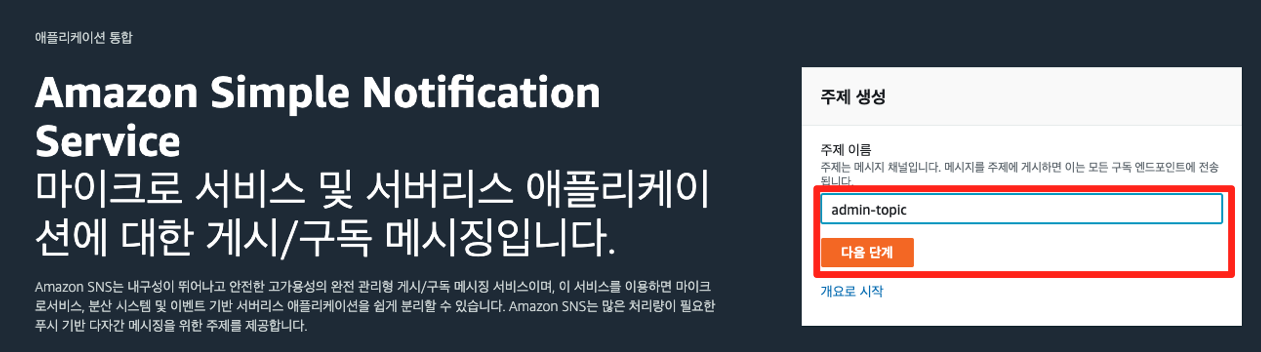 애플리케이션 통합
Amazon Simple Notification
Service
마이크로 서비스 및 서버리스 애플리케이
션에 대한 게시/구독 메시징입니다.
Amazon SNS는 내구성이 뛰어나고 안전한 고가용성의 완전 관리형 게시/구독 메시징 서비스이며, 이 서비스를 이용하면 마이크
로서비스, 분산 시스템 및 이벤트 기반 서버리스 애플리케이션을 쉽게 분리할 수 있습니다. Amazon SNS는 많은 처리량이 필요한
푸시 기반 다자간 메시징을 위한 주제를 제공합니다.
주제 생성
주제 이름
주제는 메시지 채널입니다. 메시지를 주제에 게시하면 이는 모든 구독 엔드포인트에 전송
됩니다.
admin-topic
다음 단계
개요로 시작